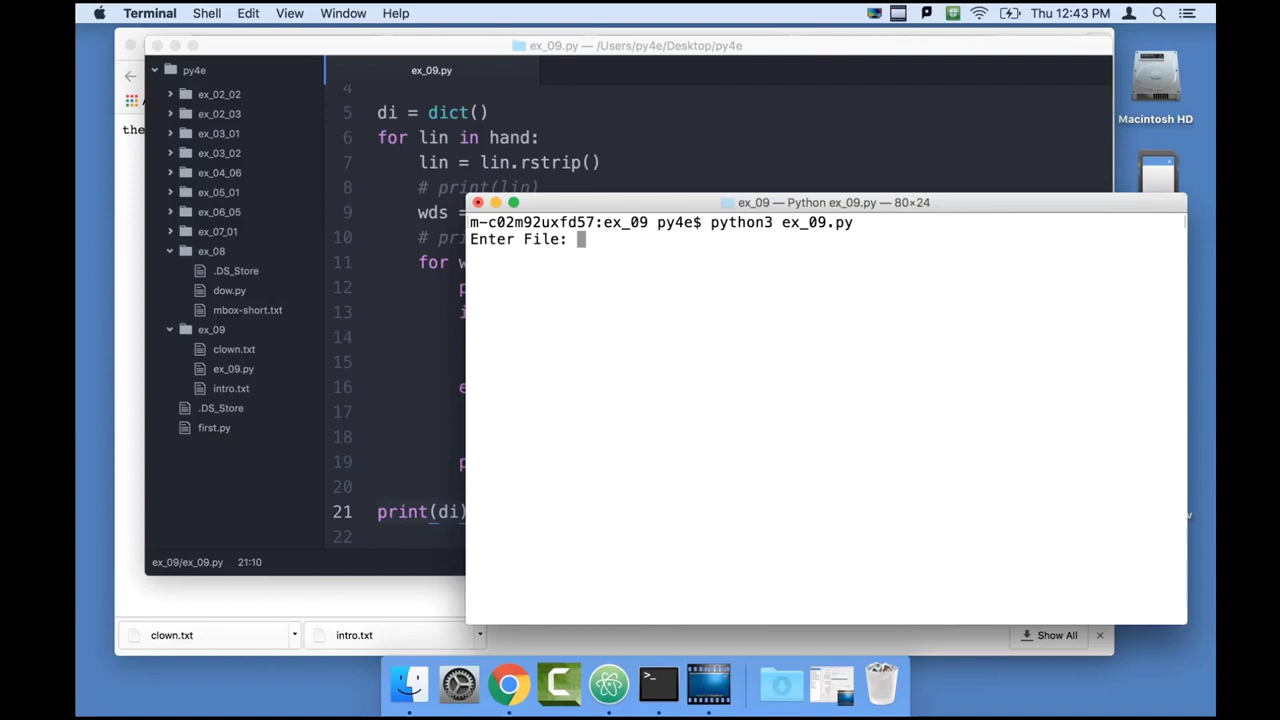 Terminal Shell Edit View Window Help Thu 12:43 PM
ex_09.py — /Users/py4e/Desktop/py4e
py4e
ex_02_02
ex_02_03
ex_03_01
ex_03_02
ex_04_06
ex_05_01
ex_06_05
ex_07_01
ex_08
.DS_Store
dow.py
mbox-short.txt
ex_09
clown.txt
ex_09.py
intro.txt
.DS_Store
first.py
ex_09/ex_09.py 21:10
the
ex_09.py
4
5 di = dict()
6 for lin in hand:
7 lin = lin.rstrip()
8 # print(lin)
9 wds =
10 # pri
11 for w
12 p
13 i
14
15
16 e
17
18
19 p
20
21 print(di)
22
ex_09 — Python ex_09.py — 80×24
m-c02m92uxfd57:ex_09 py4e$ python3 ex_09.py
Enter File:
Macintosh HD
clown.txt
intro.txt
Show All